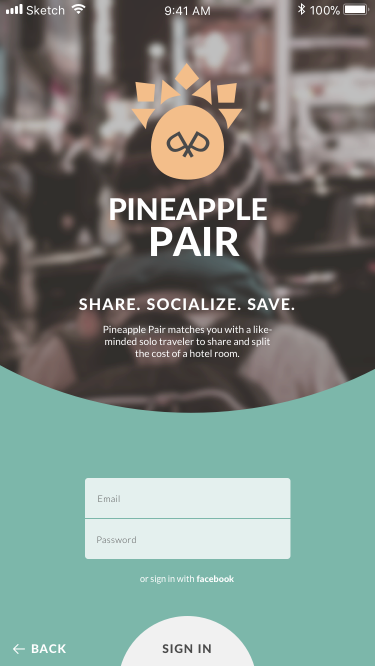 Sketch 9:41 AM 100%
PINEAPPLE
PAIR
SHARE. SOCIALIZE. SAVE.
Pineapple Pair matches you with a like-
minded solo traveler to share and split
the cost of a hotel room.
Email
Password
or sign in with facebook
← BACK
SIGN IN